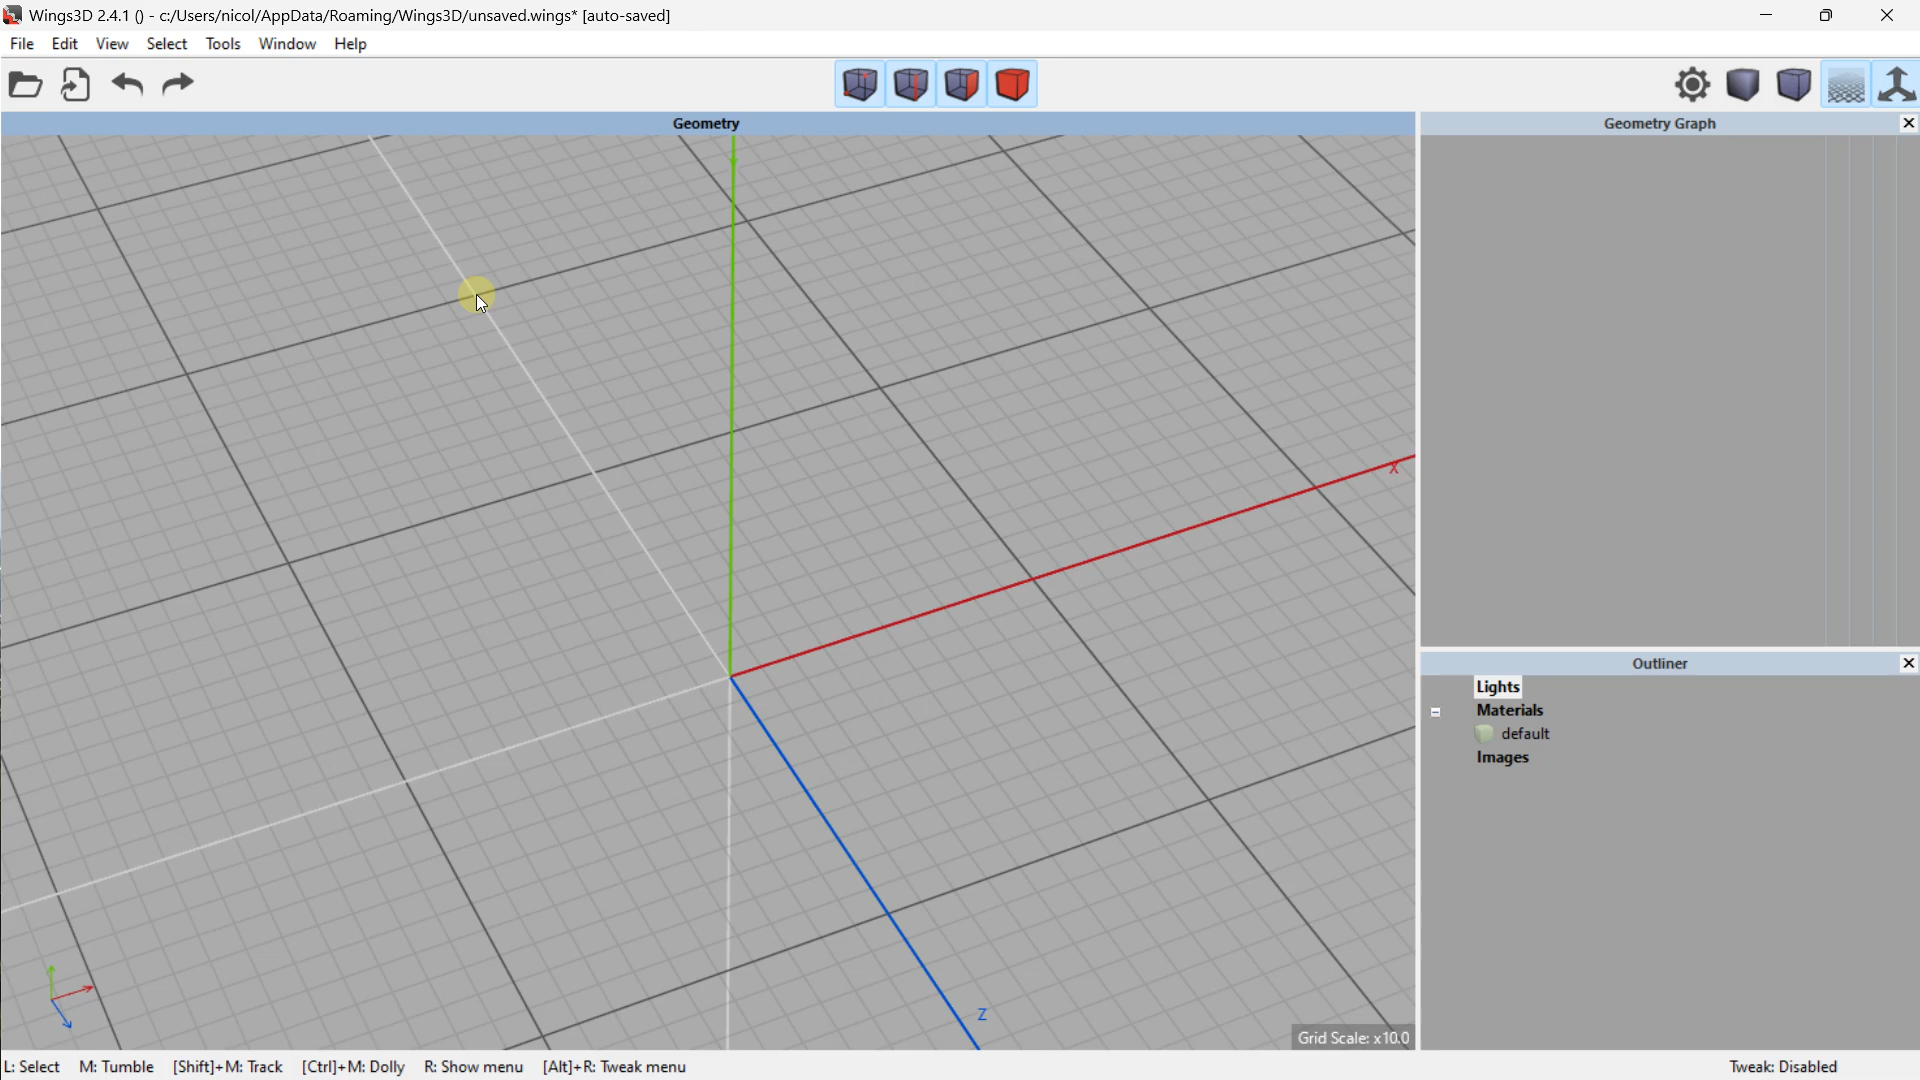 Wings3D 2.4.1 () - c:/Users/nicol/AppData/Roaming/Wings3D/unsaved.wings* [auto-saved]
File Edit View Select Tools Window Help
Geometry
Geometry Graph
X
Outliner
Lights
Materials
default
Images
Z
Grid Scale: x10.0
L: Select M: Tumble [Shift]+M: Track [Ctrl]+M: Dolly R: Show menu [Alt]+R: Tweak menu
Tweak: Disabled